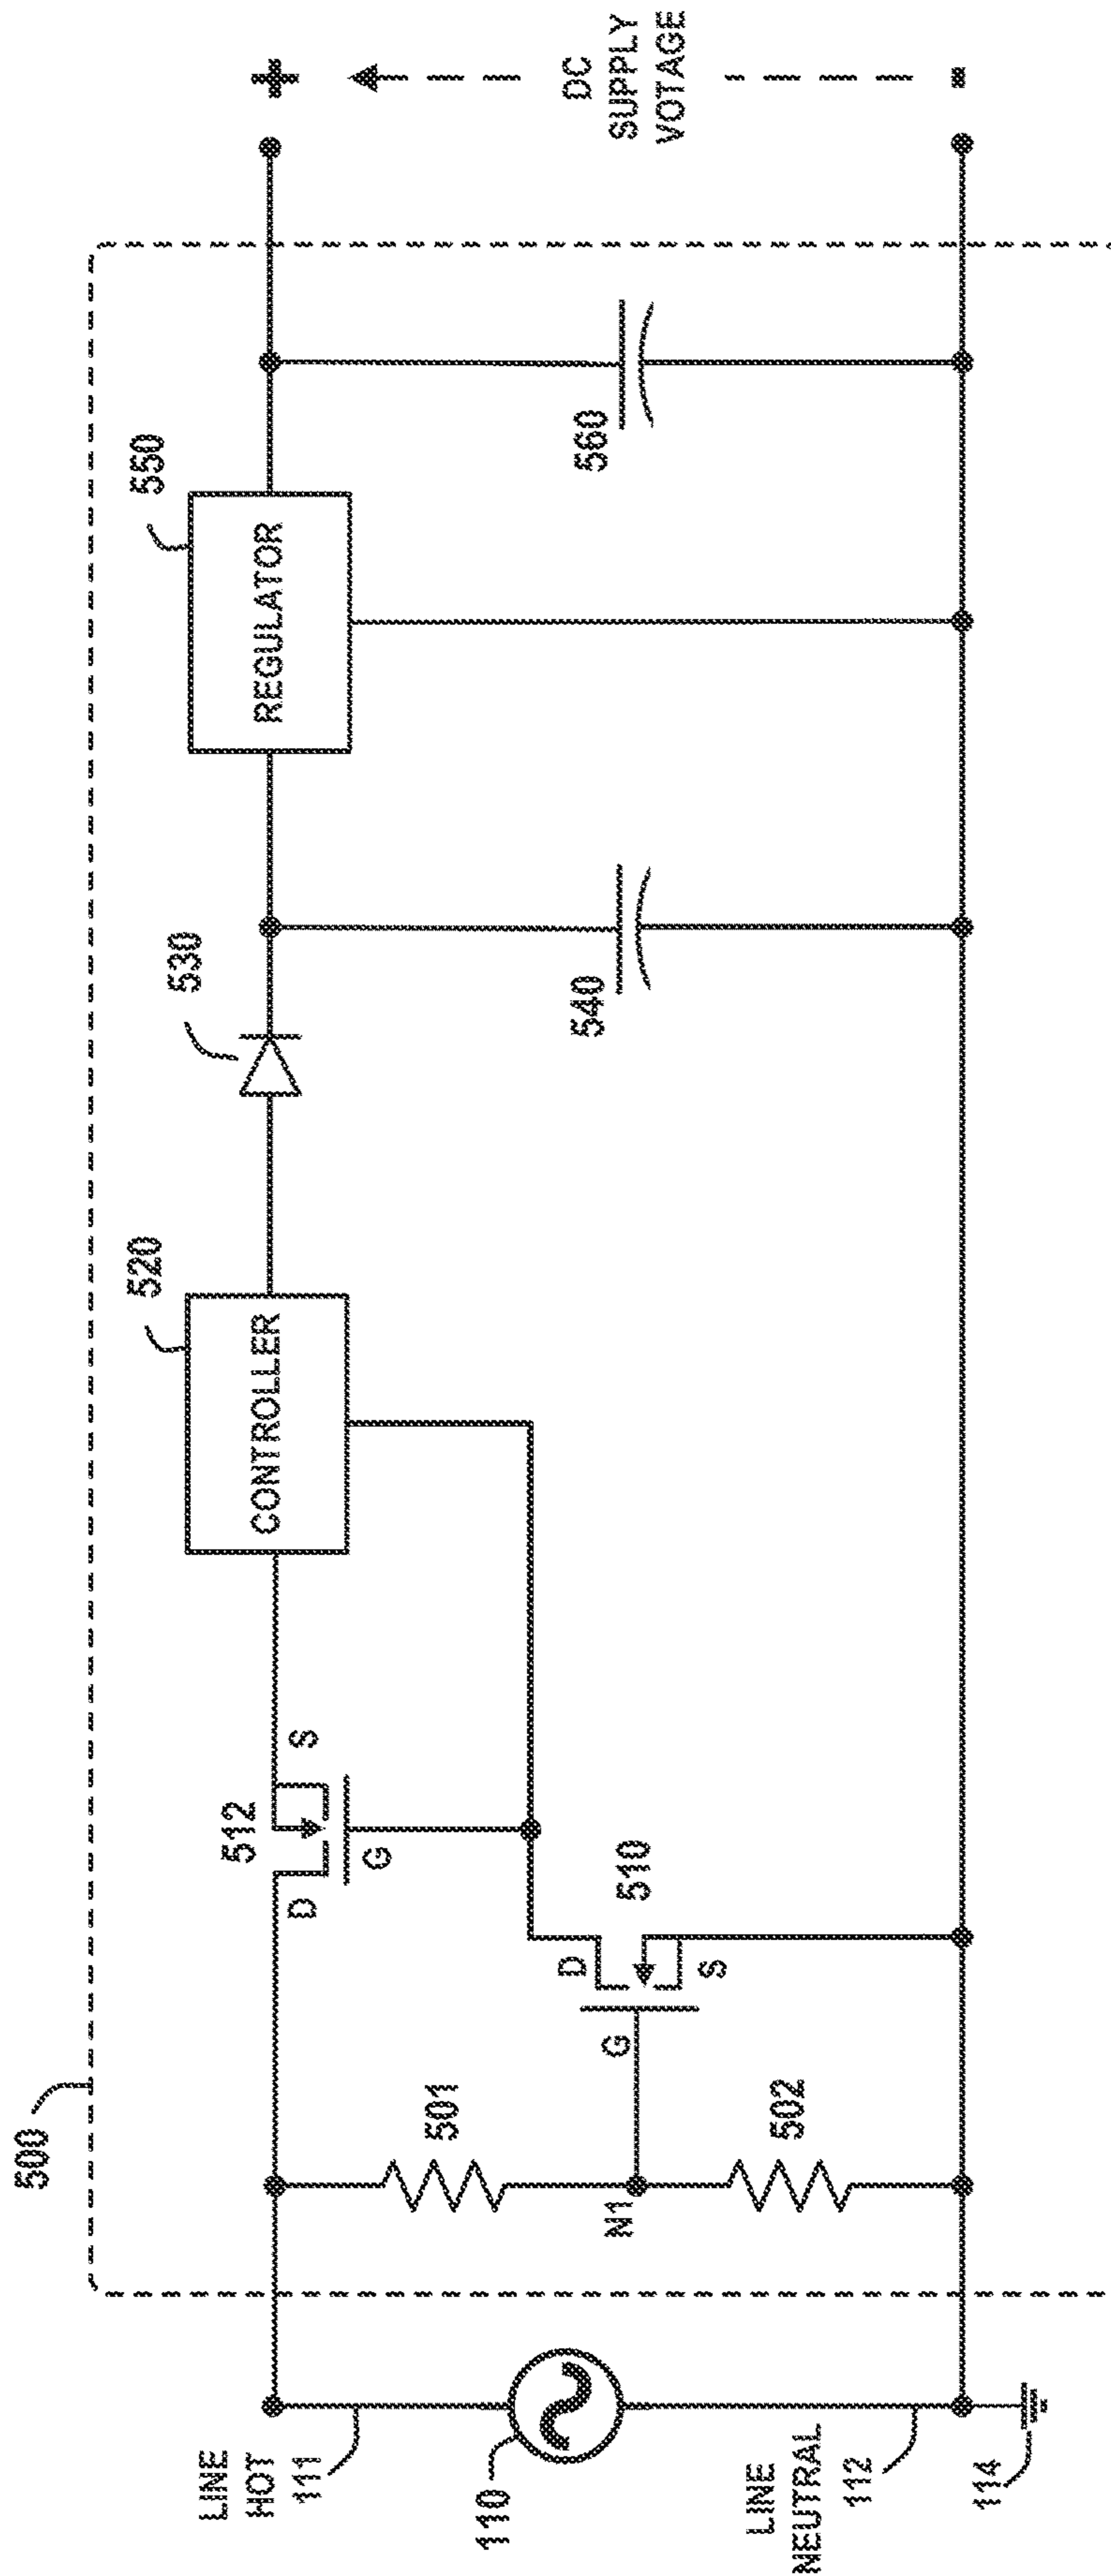 500
LINE
HOT
111
110
LINE
NEUTRAL
112
114
501
N1
502
D
512
S
G
D
510
G
S
CONTROLLER
520
530
540
REGULATOR
550
560
+
DC
SUPPLY
VOTAGE
-